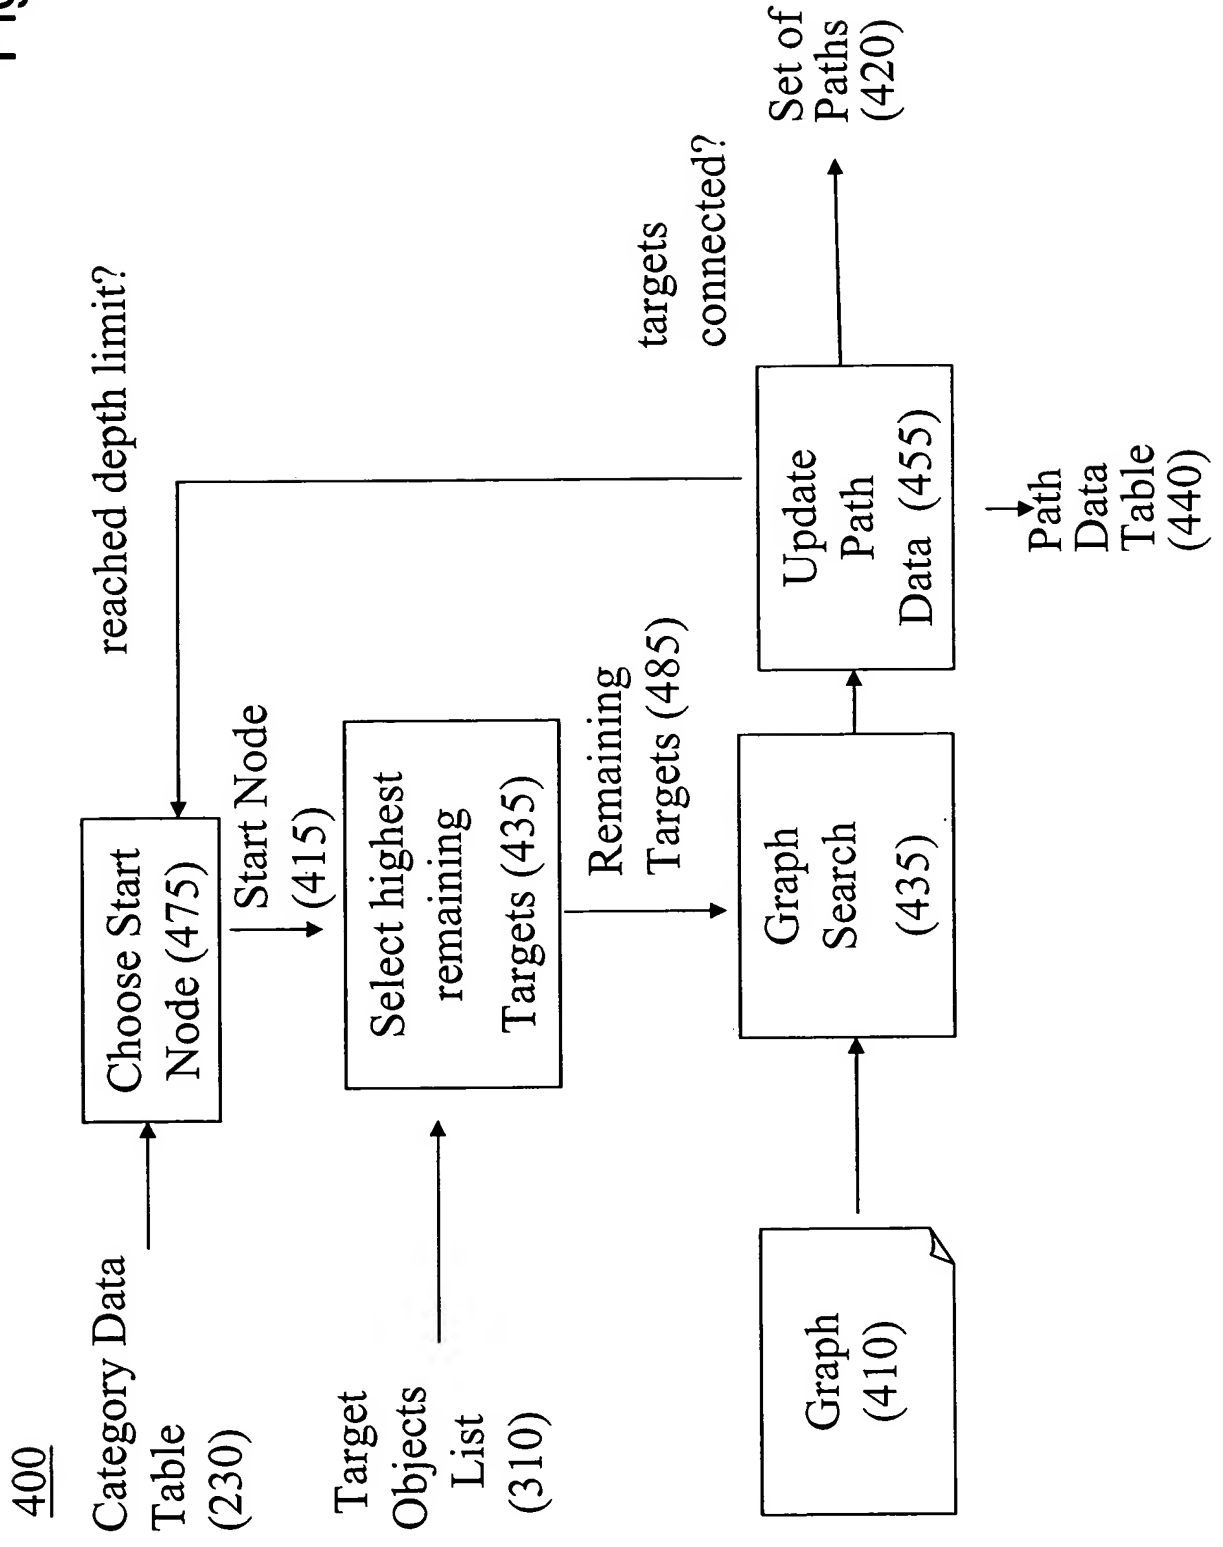 400
Category Data
Table
(230)
Choose Start
Node (475)
reached depth limit?
Start Node
(415)
Target
Objects
List
(310)
Select highest
remaining
Targets (435)
Remaining
Targets (485)
targets
connected?
Graph
(410)
Graph
Search
(435)
Update
Path
Data (455)
Set of
Paths
(420)
Path
Data
Table
(440)